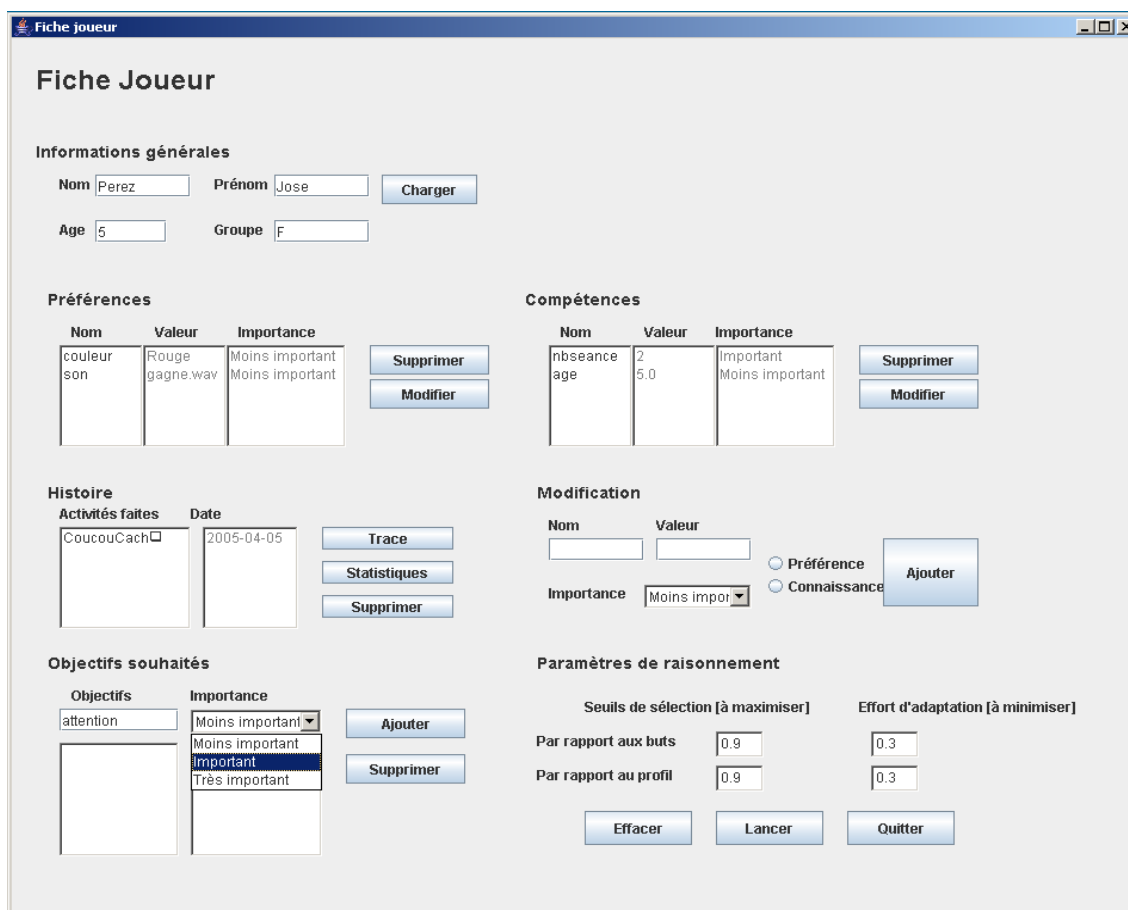 Fiche joueur
Fiche Joueur
Informations générales
Nom Perez Prénom Jose Charger
Age 5 Groupe F
Préférences
Nom Valeur Importance
couleur Rouge Moins important
son gagne.wav Moins important
Supprimer
Modifier
Compétences
Nom Valeur Importance
nbseance 2 Important
age 5.0 Moins important
Supprimer
Modifier
Histoire
Activités faites Date
CoucouCach 2005-04-05
Trace
Statistiques
Supprimer
Modification
Nom Valeur
Préférence
Connaissance
Importance Moins impor
Ajouter
Objectifs souhaités
Objectifs Importance
attention Moins important
Moins important
Important
Très important
Ajouter
Supprimer
Paramètres de raisonnement
Seuils de sélection [à maximiser] Effort d'adaptation [à minimiser]
Par rapport aux buts 0.9 0.3
Par rapport au profil 0.9 0.3
Effacer Lancer Quitter